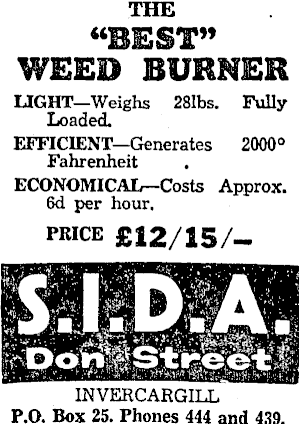 THE
"BEST"
WEED BURNER
LIGHT—Weighs 28lbs. Fully
Loaded.
EFFICIENT—Generates 2000°
Fahrenheit
ECONOMICAL—Costs Approx.
6d per hour.
PRICE £12/15/—
S.I.D.A.
Don Street
INVERCARGILL
P.O. Box 25. Phones 444 and 439.